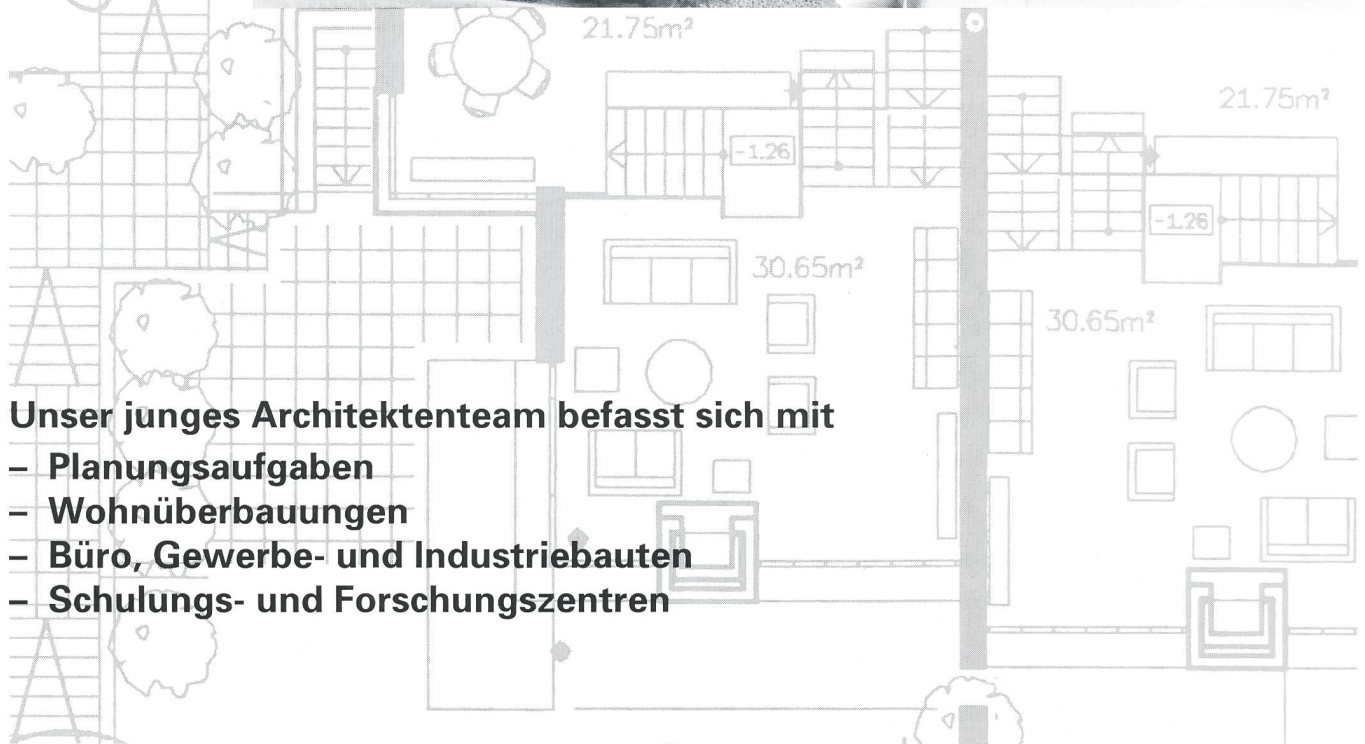 21.75m²
21.75m²
-1.26
-1.26
30.65m²
30.65m²
Unser junges Architektenteam befasst sich mit
– Planungsaufgaben
– Wohnüberbauungen
– Büro, Gewerbe- und Industriebauten
– Schulungs- und Forschungszentren